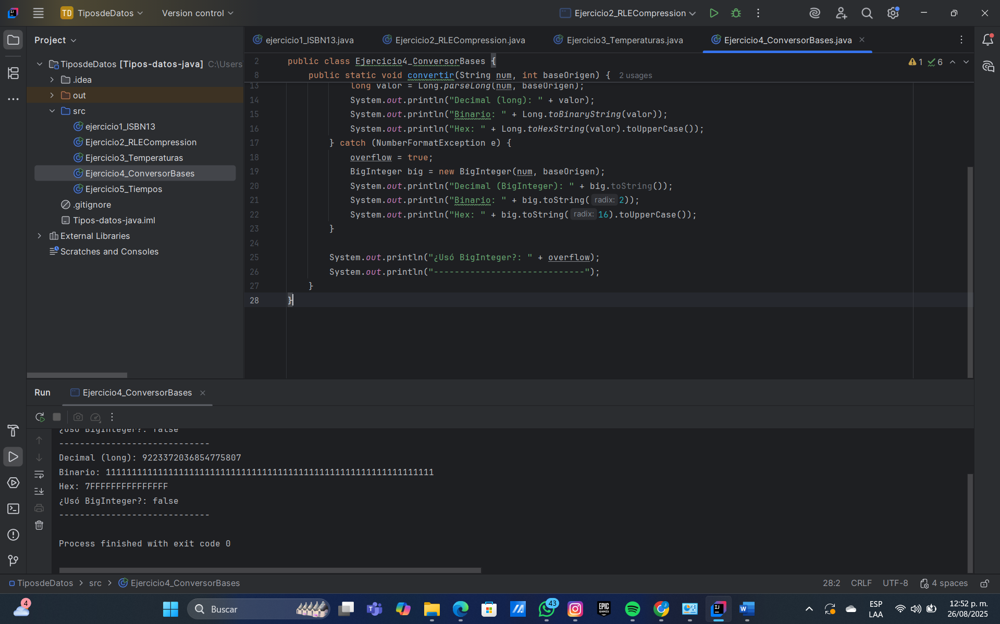 TD TiposdeDatos Version control Ejercicio2_RLECompression
Project
ejercicio1_ISBN13.java Ejercicio2_RLECompression.java Ejercicio3_Temperaturas.java Ejercicio4_ConversorBases.java
TiposdeDatos [Tipos-datos-java] C:\Users
.idea
out
src
ejercicio1_ISBN13
Ejercicio2_RLECompression
Ejercicio3_Temperaturas
Ejercicio4_ConversorBases
Ejercicio5_Tiempos
.gitignore
Tipos-datos-java.iml
External Libraries
Scratches and Consoles
1 6
2 public class Ejercicio4_ConversorBases {
8 public static void convertir(String num, int baseOrigen) { 2 usages
13 long valor = Long.parseLong(num, baseOrigen);
14 System.out.println("Decimal (long): " + valor);
15 System.out.println("Binario: " + Long.toBinaryString(valor));
16 System.out.println("Hex: " + Long.toHexString(valor).toUpperCase());
17 } catch (NumberFormatException e) {
18 overflow = true;
19 BigInteger big = new BigInteger(num, baseOrigen);
20 System.out.println("Decimal (BigInteger): " + big.toString());
21 System.out.println("Binario: " + big.toString( radix: 2));
22 System.out.println("Hex: " + big.toString( radix: 16).toUpperCase());
23 }
24
25 System.out.println("¿Usó BigInteger?: " + overflow);
26 System.out.println("-----------------------------");
27 }
28 }
Run Ejercicio4_ConversorBases
¿Usó BigInteger?: false
-----------------------------
Decimal (long): 9223372036854775807
Binario: 111111111111111111111111111111111111111111111111111111111111111
Hex: 7FFFFFFFFFFFFFFF
¿Usó BigInteger?: false
-----------------------------
Process finished with exit code 0
TiposdeDatos > src > Ejercicio4_ConversorBases 28:2 CRLF UTF-8 4 spaces
4 Buscar 43 EPIC GAMES IJ W ESP LAA 12:52 p. m. 26/08/2025